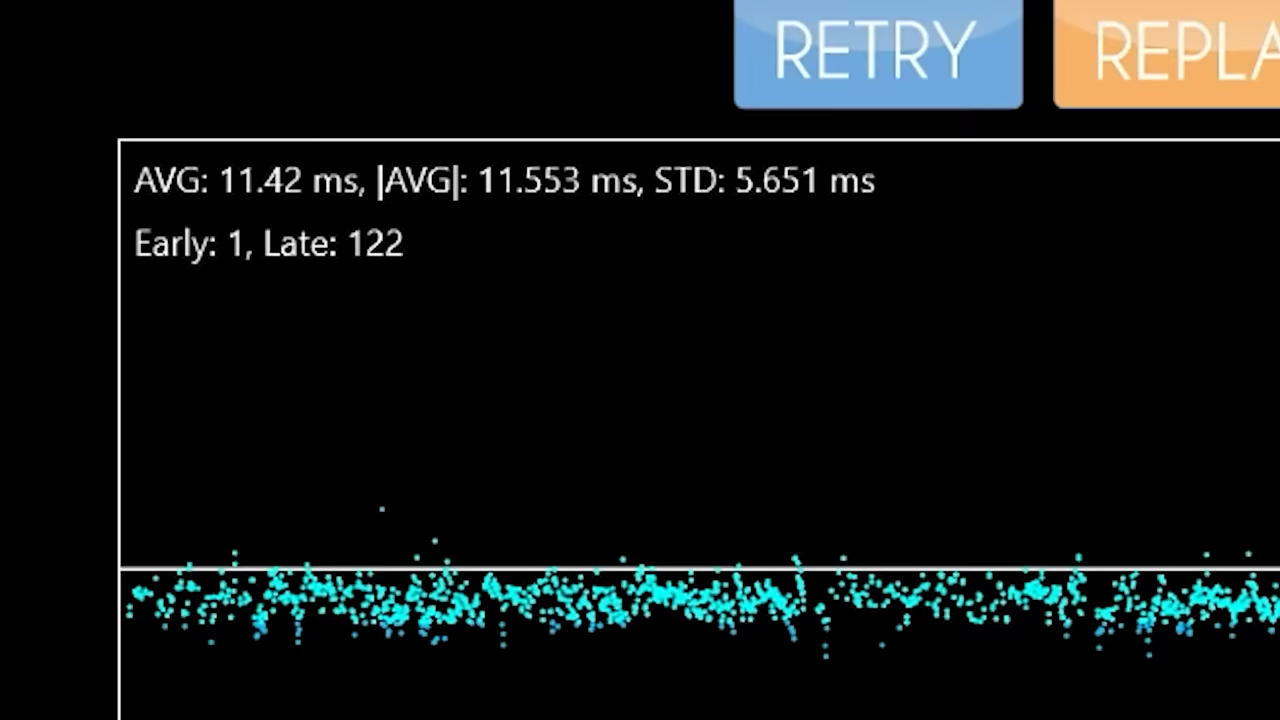 RETRY
REPLA
AVG: 11.42 ms, |AVG|: 11.553 ms, STD: 5.651 ms
Early: 1, Late: 122